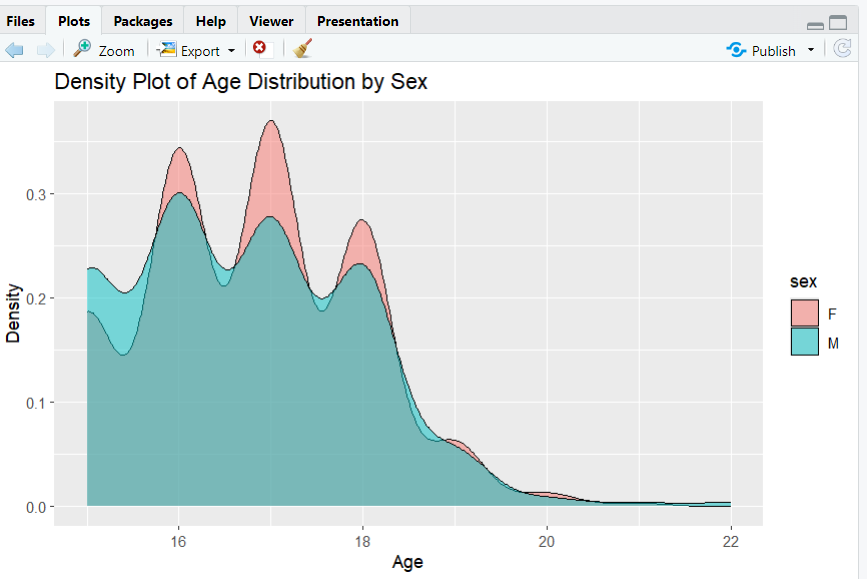 Files Plots Packages Help Viewer Presentation
Zoom Export Publish
Density Plot of Age Distribution by Sex
Density
0.3
0.2
0.1
0.0
16 18 20 22
Age
sex
F
M